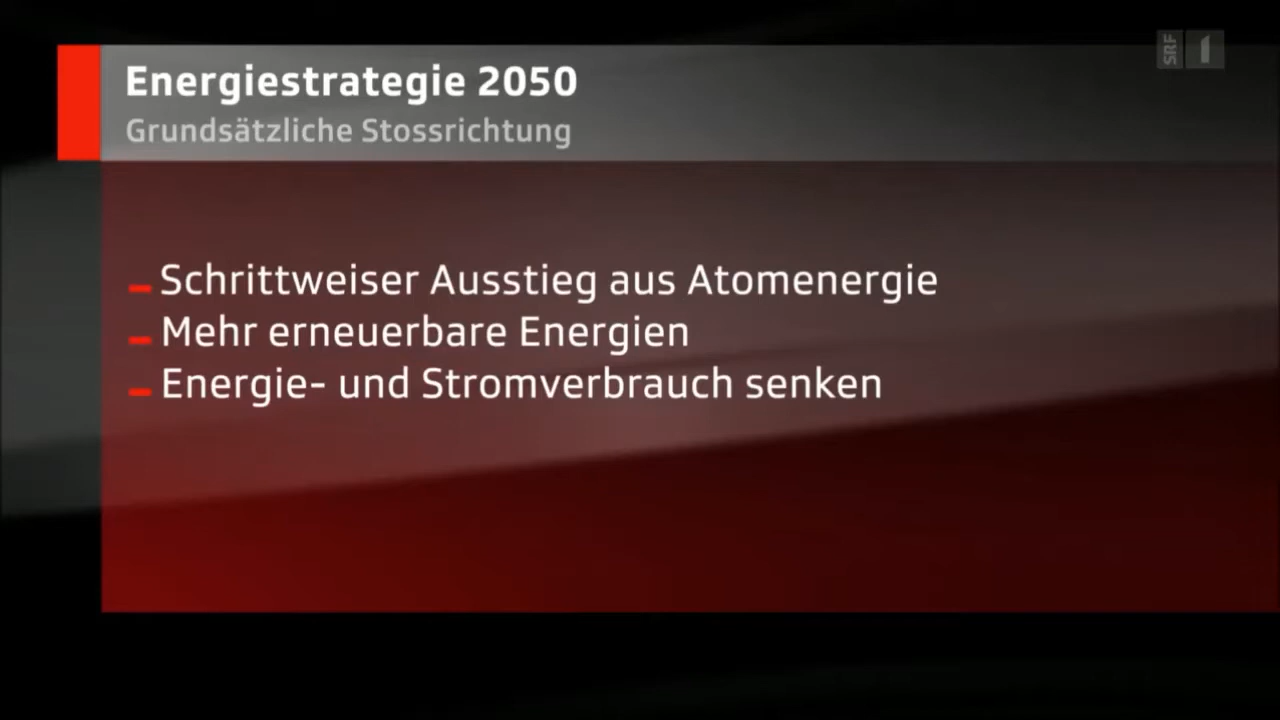 SRF 1
Energiestrategie 2050
Grundsätzliche Stossrichtung
Schrittweiser Ausstieg aus Atomenergie
Mehr erneuerbare Energien
Energie- und Stromverbrauch senken